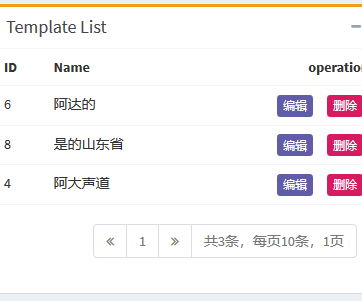 Template List
ID Name operation
6 阿达的 编辑 删除
8 是的山东省 编辑 删除
4 阿大声道 编辑 删除
« 1 » 共3条，每页10条，1页